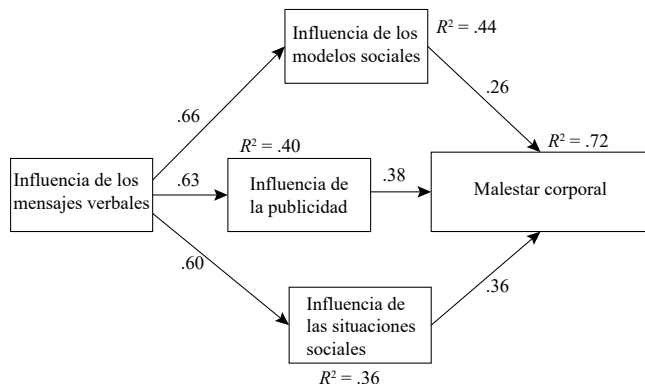 Influencia de los
modelos sociales
R² = .44
.66
.26
R² = .40
R² = .72
Influencia de los
mensajes verbales
.63
Influencia de
la publicidad
.38
Malestar corporal
.60
.36
Influencia de
las situaciones
sociales
R² = .36